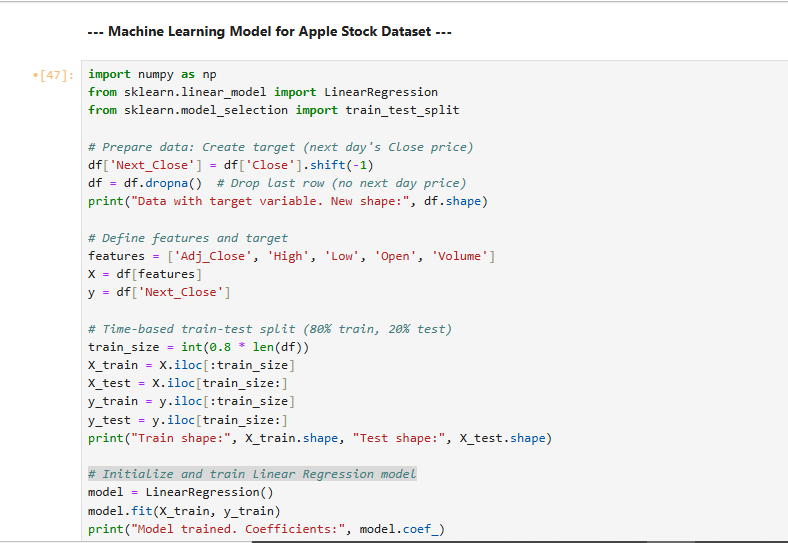 --- Machine Learning Model for Apple Stock Dataset ---
•[47]:
import numpy as np
from sklearn.linear_model import LinearRegression
from sklearn.model_selection import train_test_split
# Prepare data: Create target (next day's Close price)
df['Next_Close'] = df['Close'].shift(-1)
df = df.dropna()  # Drop last row (no next day price)
print("Data with target variable. New shape:", df.shape)
# Define features and target
features = ['Adj_Close', 'High', 'Low', 'Open', 'Volume']
X = df[features]
y = df['Next_Close']
# Time-based train-test split (80% train, 20% test)
train_size = int(0.8 * len(df))
X_train = X.iloc[:train_size]
X_test = X.iloc[train_size:]
y_train = y.iloc[:train_size]
y_test = y.iloc[train_size:]
print("Train shape:", X_train.shape, "Test shape:", X_test.shape)
# Initialize and train Linear Regression model
model = LinearRegression()
model.fit(X_train, y_train)
print("Model trained. Coefficients:", model.coef_)